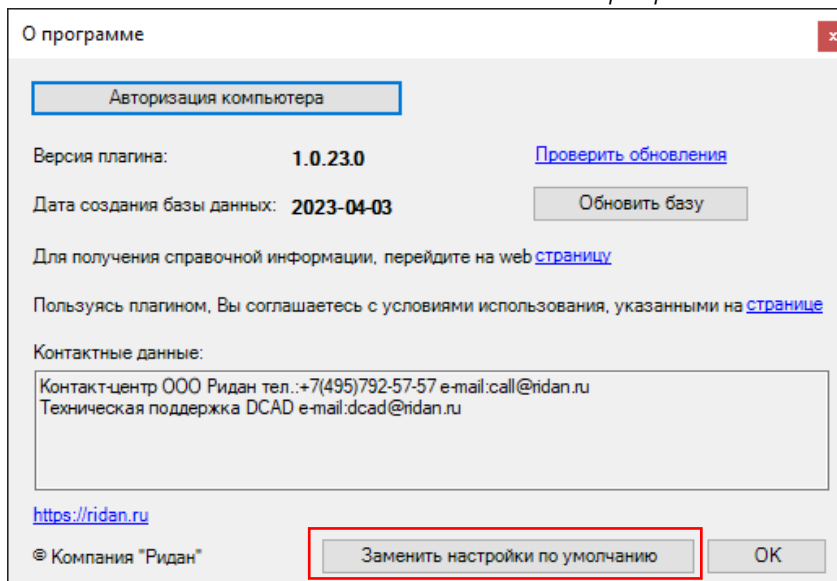 О программе
x
Авторизация компьютера
Версия плагина: 1.0.23.0 Проверить обновления
Дата создания базы данных: 2023-04-03 Обновить базу
Для получения справочной информации, перейдите на web страницу
Пользуясь плагином, Вы соглашаетесь с условиями использования, указанными на странице
Контактные данные:
Контакт-центр ООО Ридан тел.:+7(495)792-57-57 e-mail:call@ridan.ru
Техническая поддержка DCAD e-mail:dcad@ridan.ru
https://ridan.ru
© Компания "Ридан" Заменить настройки по умолчанию OK